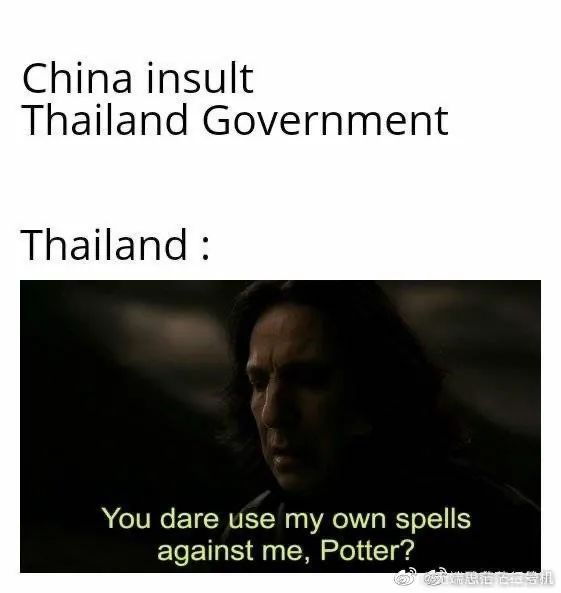 China insult
Thailand Government
Thailand :
You dare use my own spells
against me, Potter?